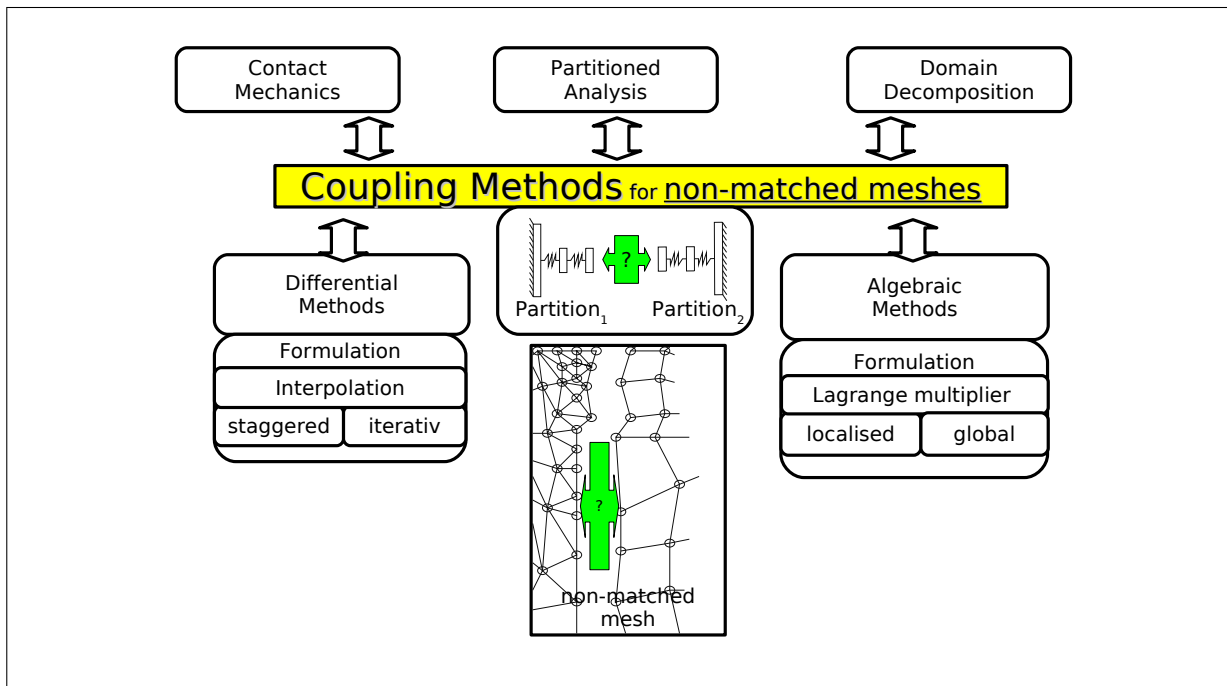 Contact
Mechanics
Partitioned
Analysis
Domain
Decomposition
Coupling Methods for non-matched meshes
Differential
Methods
Formulation
Interpolation
staggered
iterativ
?
Partition1
Partition2
?
non-matched
mesh
Algebraic
Methods
Formulation
Lagrange multiplier
localised
global